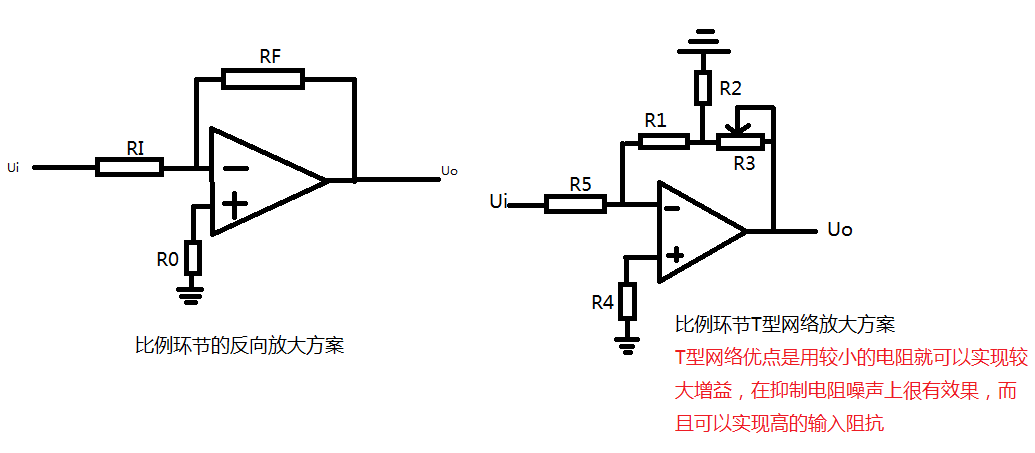 RF
RI
Ui
Uo
R0
比例环节的反向放大方案
R2
R1
R3
R5
Ui
Uo
R4
比例环节T型网络放大方案
T型网络优点是用较小的电阻就可以实现较
大增益，在抑制电阻噪声上很有效果，而
且可以实现高的输入阻抗